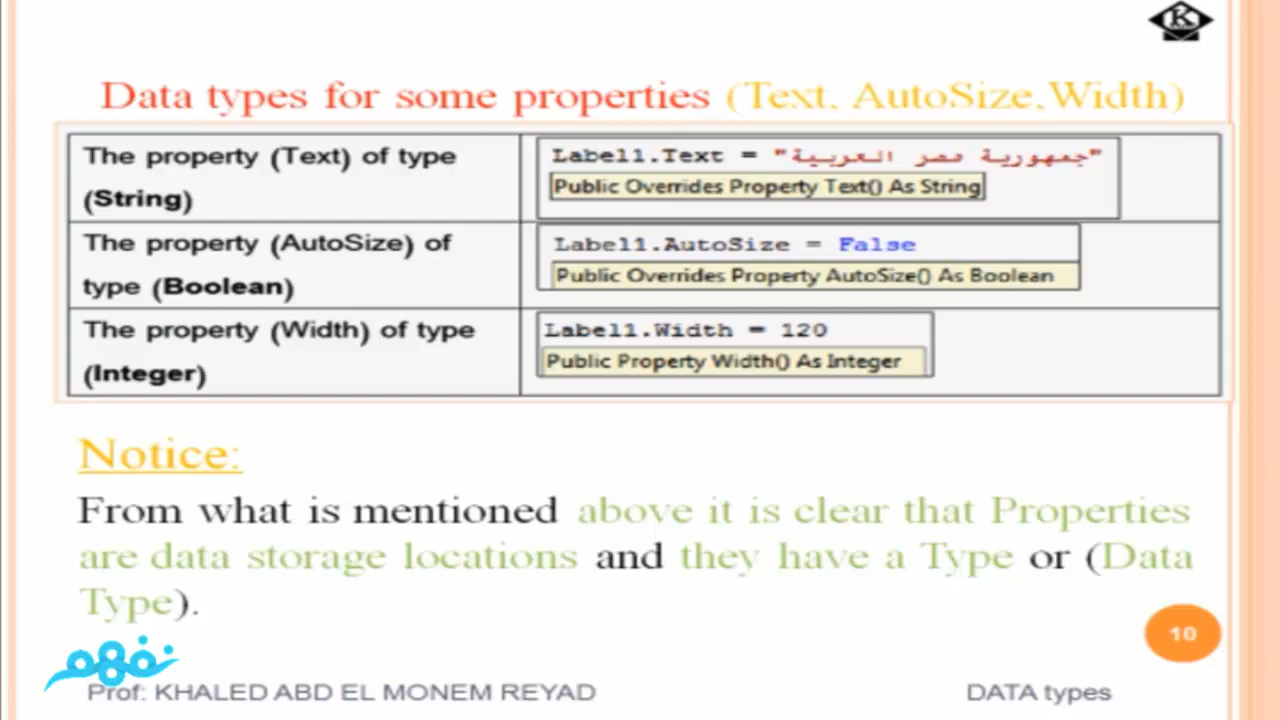 K
Data types for some properties (Text, AutoSize,Width)
The property (Text) of type
(String)
Label1.Text = "جمهورية مصر العربية"
Public Overrides Property Text() As String
The property (AutoSize) of
type (Boolean)
Label1.AutoSize = False
Public Overrides Property AutoSize() As Boolean
The property (Width) of type
(Integer)
Label1.Width = 120
Public Property Width() As Integer
Notice:
From what is mentioned above it is clear that Properties
are data storage locations and they have a Type or (Data
Type).
10
نفهم
Prof: KHALED ABD EL MONEM REYAD
DATA types